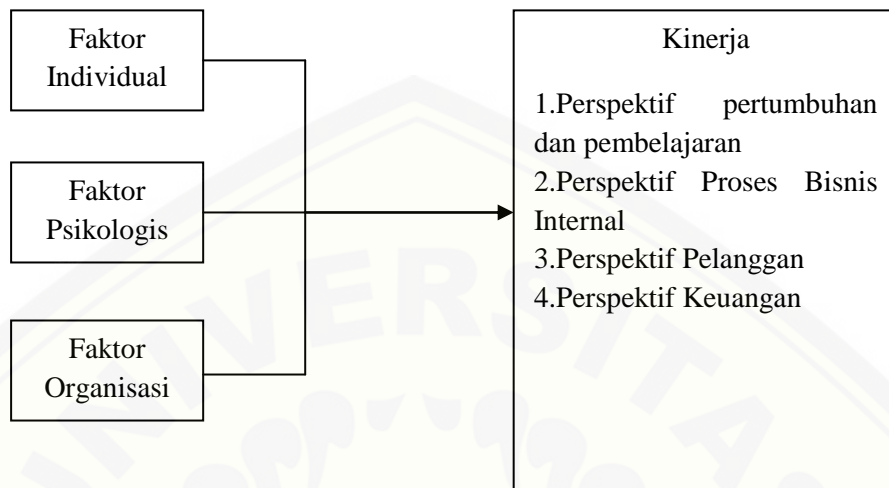 Faktor
Individual
Faktor
Psikologis
Faktor
Organisasi
Kinerja
1.Perspektif pertumbuhan
dan pembelajaran
2.Perspektif Proses Bisnis
Internal
3.Perspektif Pelanggan
4.Perspektif Keuangan
UNIVERSITA